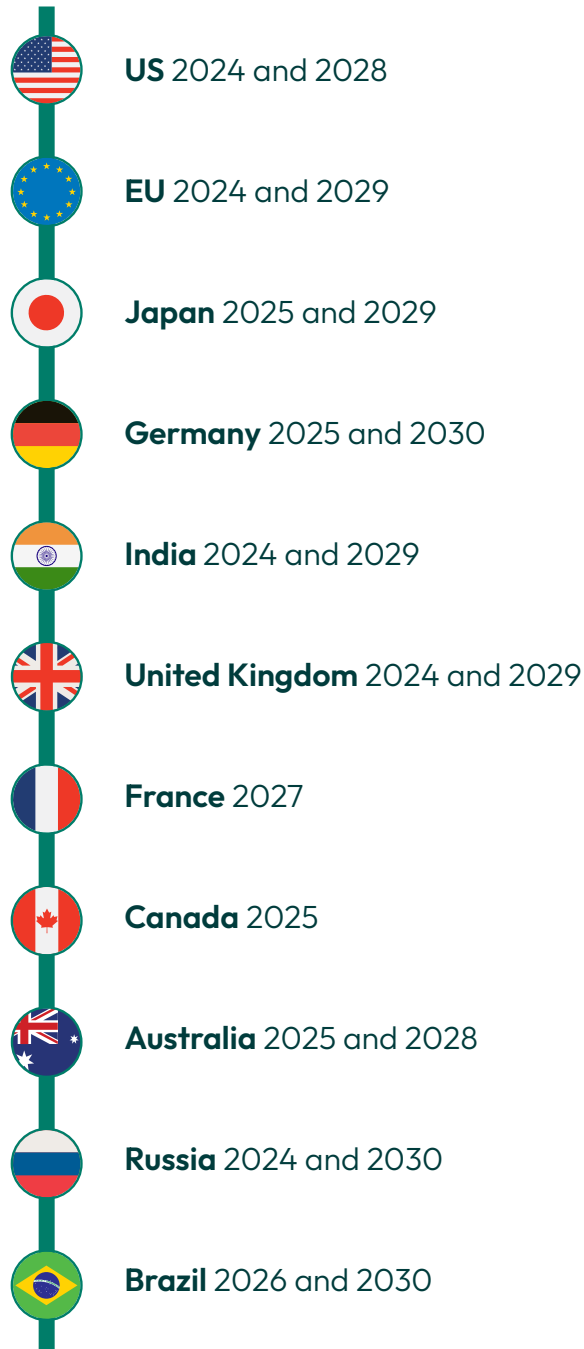 US 2024 and 2028
EU 2024 and 2029
Japan 2025 and 2029
Germany 2025 and 2030
India 2024 and 2029
United Kingdom 2024 and 2029
France 2027
Canada 2025
Australia 2025 and 2028
Russia 2024 and 2030
Brazil 2026 and 2030